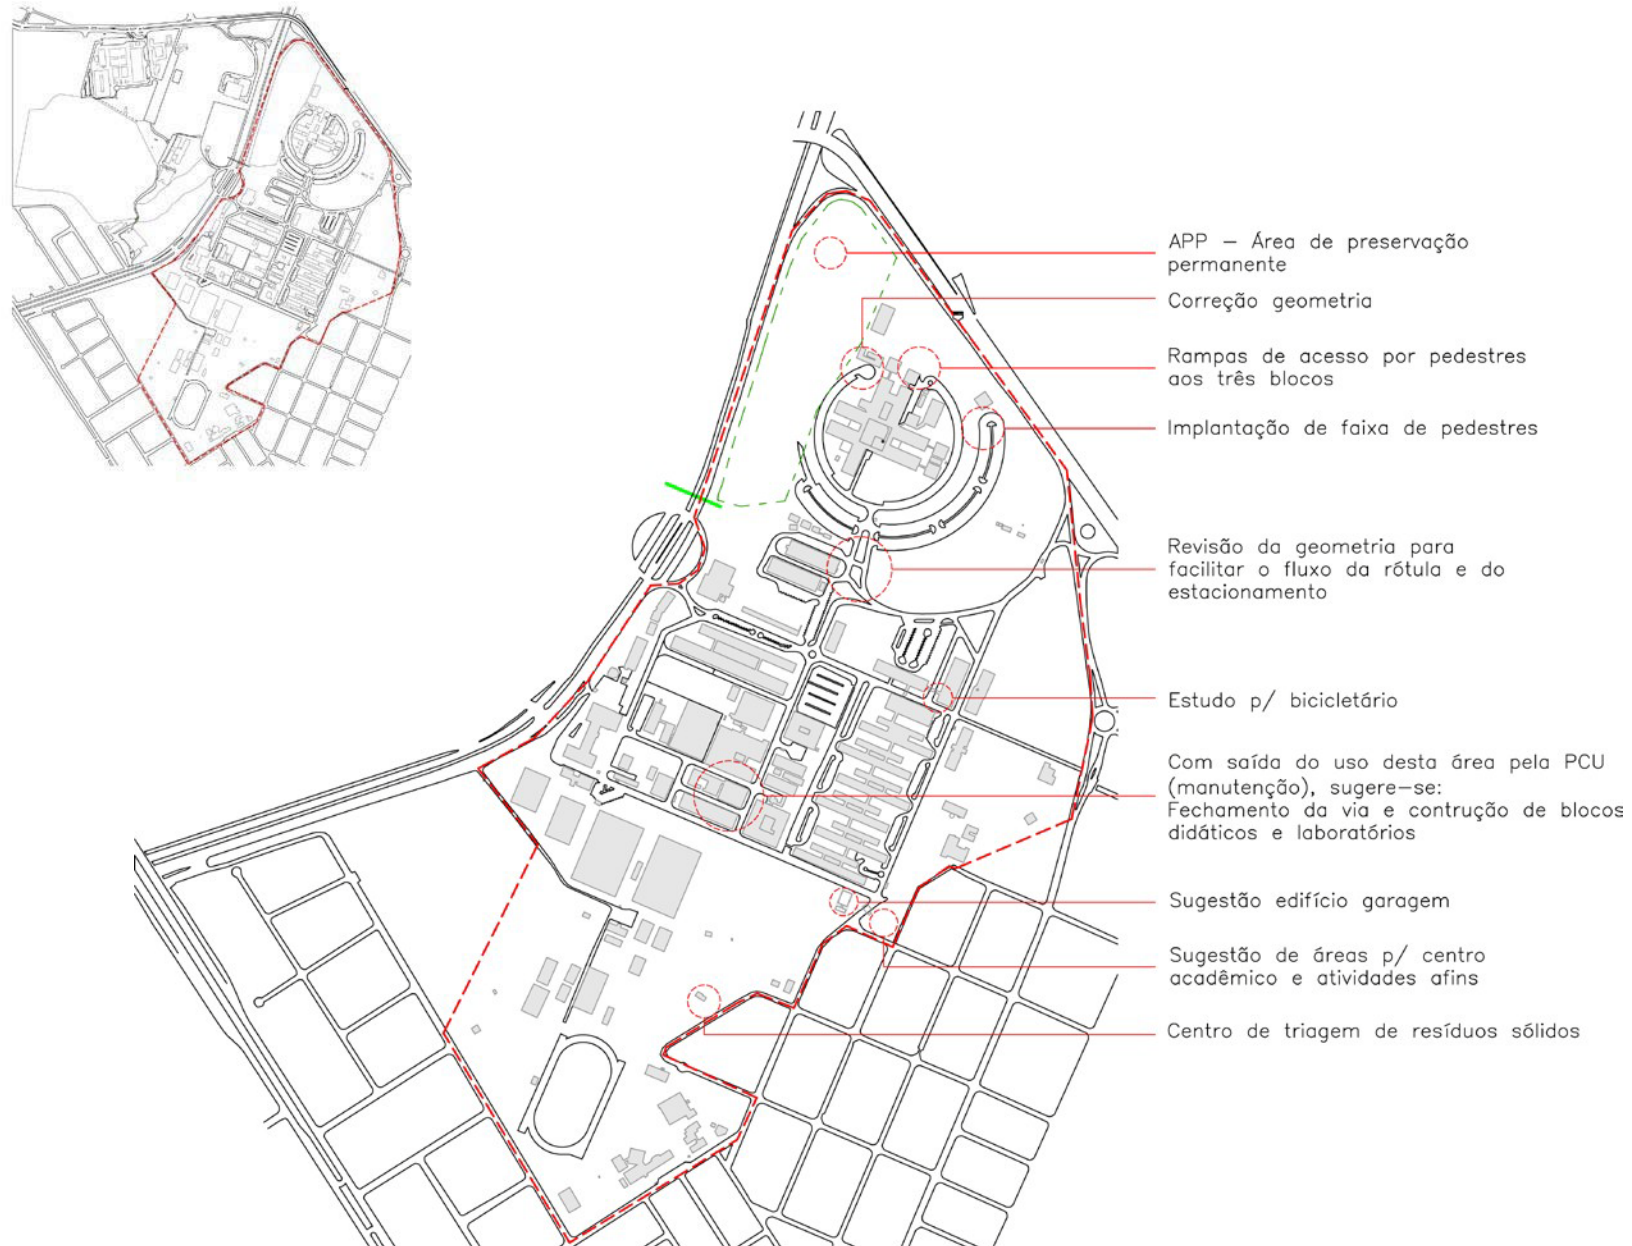 APP – Área de preservação
permanente
Correção geometria
Rampas de acesso por pedestres
aos três blocos
Implantação de faixa de pedestres
Revisão da geometria para
facilitar o fluxo da rótula e do
estacionamento
Estudo p/ bicicletário
Com saída do uso desta área pela PCU
(manutenção), sugere–se:
Fechamento da via e contrução de blocos
didáticos e laboratórios
Sugestão edifício garagem
Sugestão de áreas p/ centro
acadêmico e atividades afins
Centro de triagem de resíduos sólidos